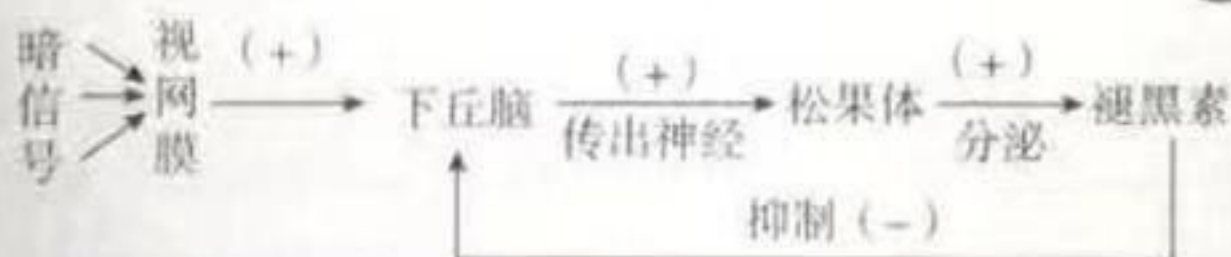 暗信号
视网膜
(+)
下丘脑
(+)
传出神经
松果体
(+)
分泌
褪黑素
抑制(-)